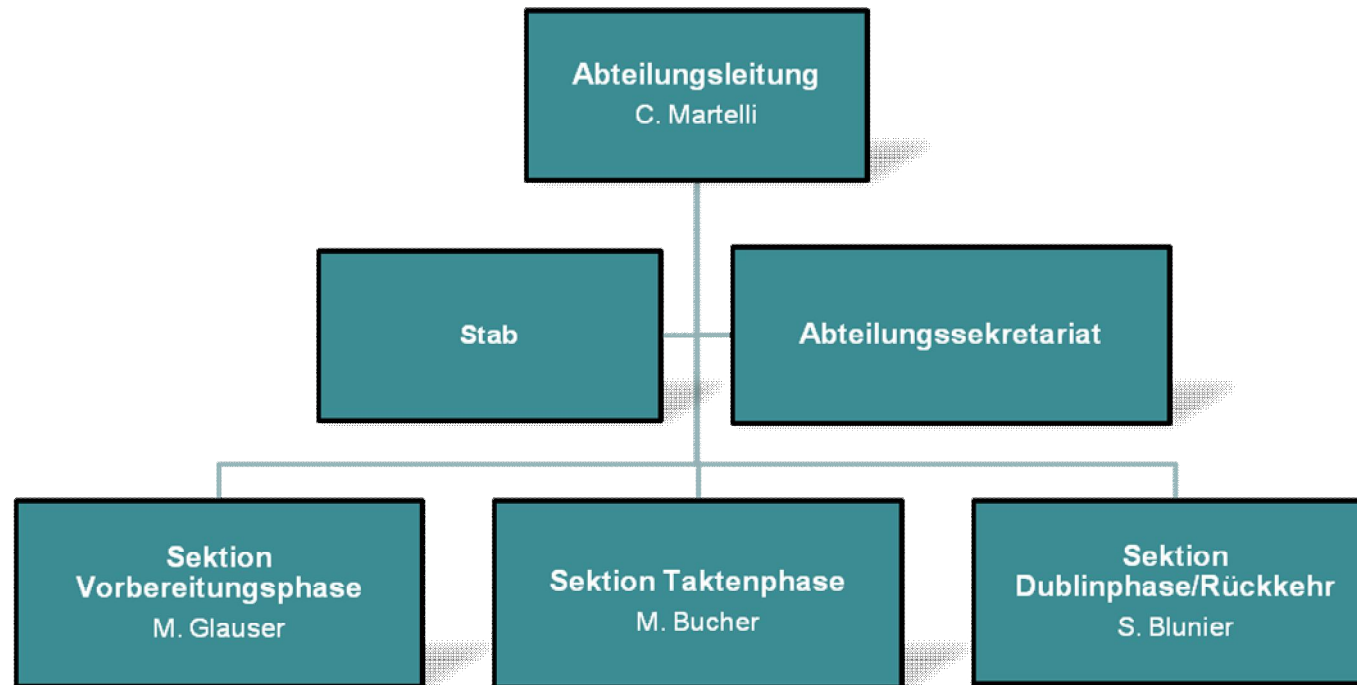 Abteilungsleitung
C. Martelli
Stab
Abteilungssekretariat
Sektion
Vorbereitungsphase
M. Glauser
Sektion Taktenphase
M. Bucher
Sektion
Dublinphase/Rückkehr
S. Blunier